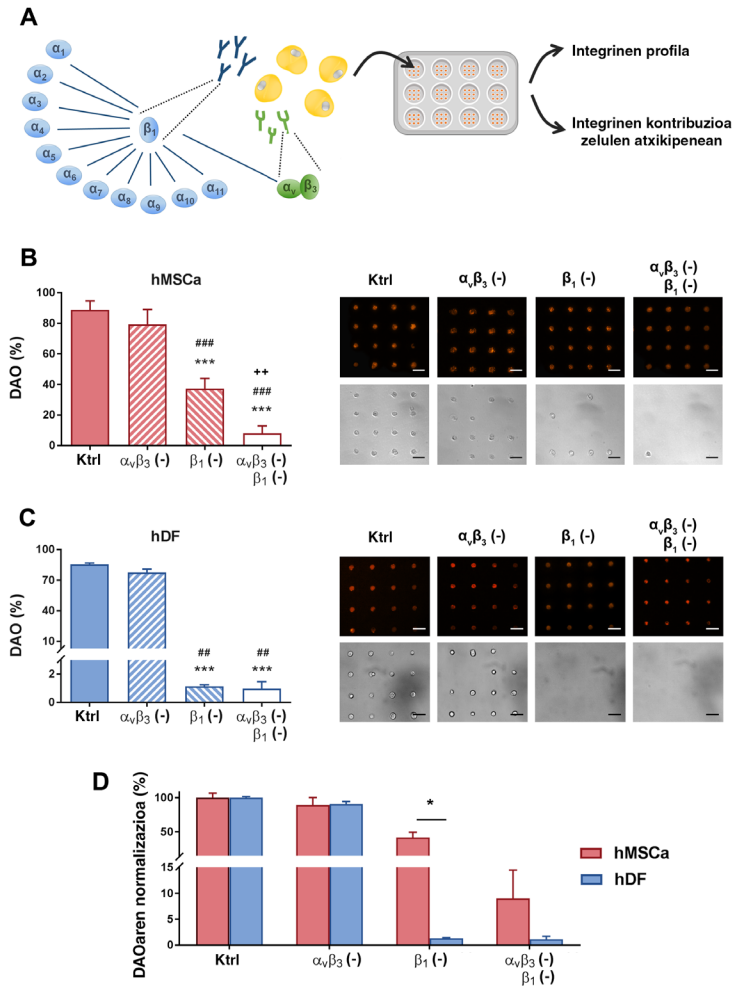 A
α1
α2
α3
α4
α5
α6
α7
α8
α9
α10
α11
β1
αv β3
Integrinen profila
Integrinen kontribuzioa
zelulen atxikipenean
B
hMSCa
DAO (%)
100
80
60
40
20
0
###
***
++
###
***
Ktrl
αvβ3 (-)
β1 (-)
αvβ3 (-)
β1 (-)
Ktrl
αvβ3 (-)
β1 (-)
αvβ3 (-)
β1 (-)
C
hDF
DAO (%)
100
70
40
10
2
0
##
***
##
***
Ktrl
αvβ3 (-)
β1 (-)
αvβ3 (-)
β1 (-)
Ktrl
αvβ3 (-)
β1 (-)
αvβ3 (-)
β1 (-)
D
DAOaren normalizazioa (%)
100
50
15
10
5
0
*
hMSCa
hDF
Ktrl
αvβ3 (-)
β1 (-)
αvβ3 (-)
β1 (-)